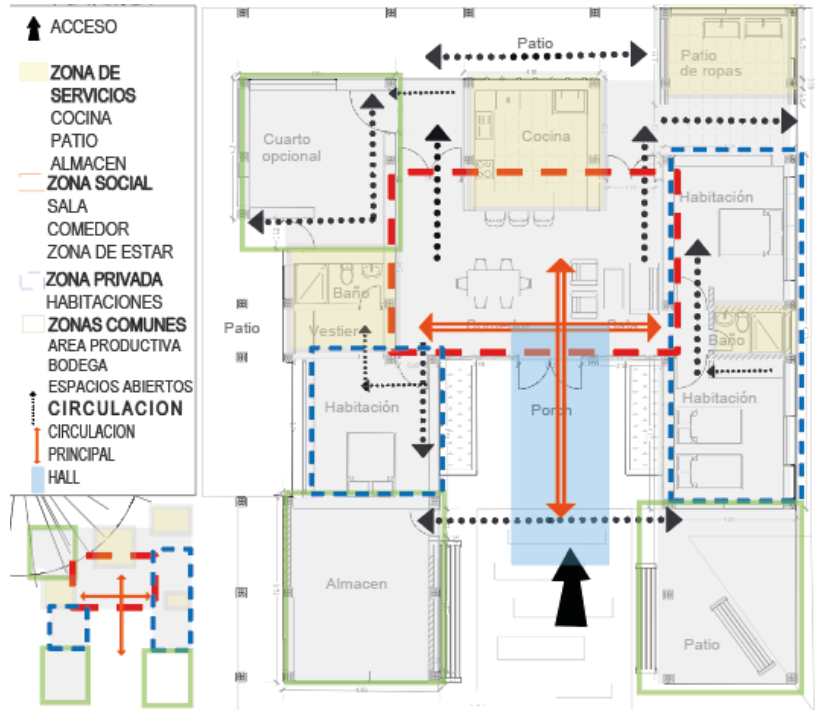 ACCESO
ZONA DE
SERVICIOS
COCINA
PATIO
ALMACEN
ZONA SOCIAL
SALA
COMEDOR
ZONA DE ESTAR
ZONA PRIVADA
HABITACIONES
ZONAS COMUNES
AREA PRODUCTIVA
BODEGA
ESPACIOS ABIERTOS
CIRCULACION
CIRCULACION
PRINCIPAL
HALL
Patio
Patio
de ropas
Cuarto
opcional
Cocina
Habitación
Baño
Vestier
Patio
Baño
Habitación
Porch
Habitación
Almacen
Patio